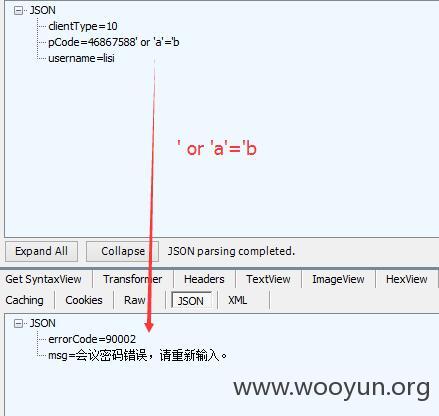 JSON
clientType=10
pCode=46867588' or 'a'='b
username=lisi
' or 'a'='b
Expand All Collapse JSON parsing completed.
Get SyntaxView Transformer Headers TextView ImageView HexView
Caching Cookies Raw JSON XML
JSON
errorCode=90002
msg=会议密码错误，请重新输入。
www.wooyun.org